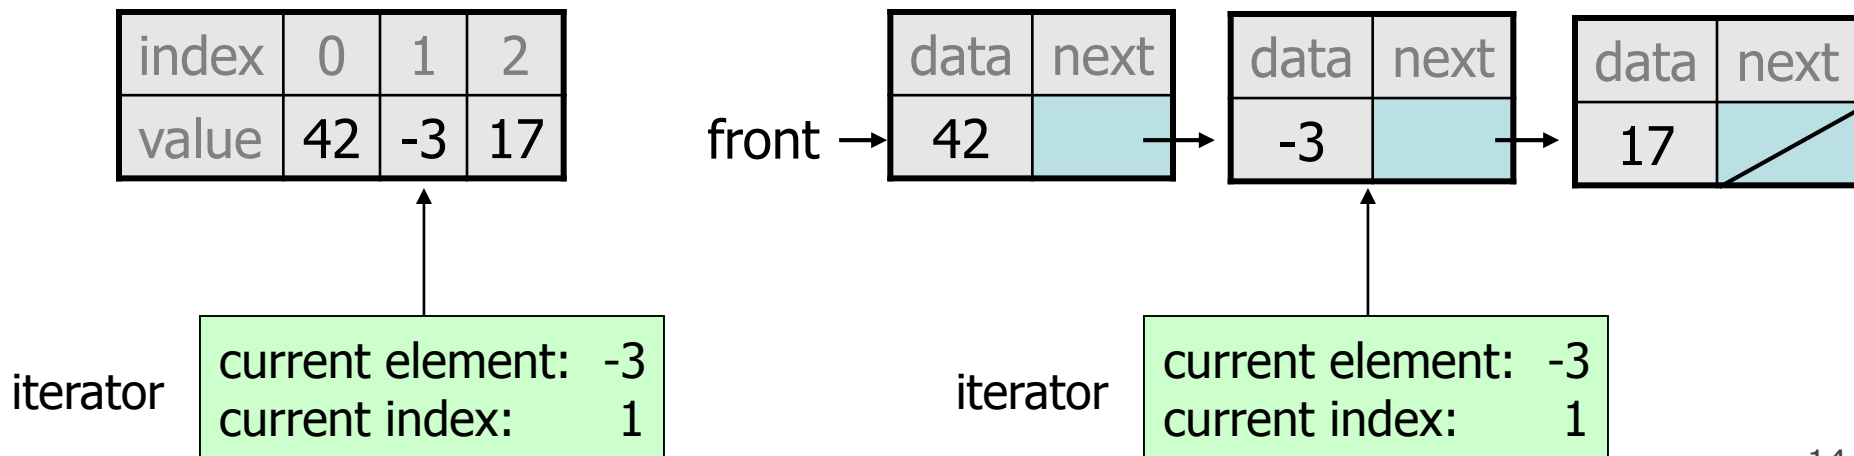 index 0 1 2
value 42 -3 17
front
data next
42
data next
-3
data next
17
iterator
current element: -3
current index: 1
iterator
current element: -3
current index: 1